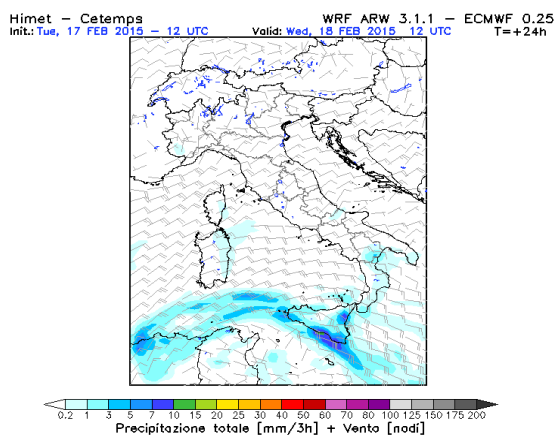 Himet – Cetemps WRF ARW 3.1.1 – ECMWF 0.25
Init.: Tue, 17 FEB 2015 – 12 UTC Valid: Wed, 18 FEB 2015 12 UTC T=+24h
0.2 1 3 5 10 15 20 25 30 40 50 60 70 80 100 125 150 175 200
Precipitazione totale [mm/3h] + Vento [nodi]